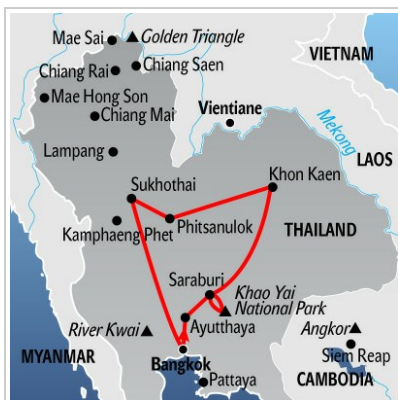 Mae Sai
Golden Triangle
VIETNAM
Chiang Rai
Chiang Saen
Mae Hong Son
Chiang Mai
Vientiane
Mekong
LAOS
Lampang
Sukhothai
Khon Kaen
Kamphaeng Phet
Phitsanulok
THAILAND
Saraburi
Khao Yai
National Park
River Kwai
Ayutthaya
Angkor
MYANMAR
Bangkok
Siem Reap
Pattaya
CAMBODIA